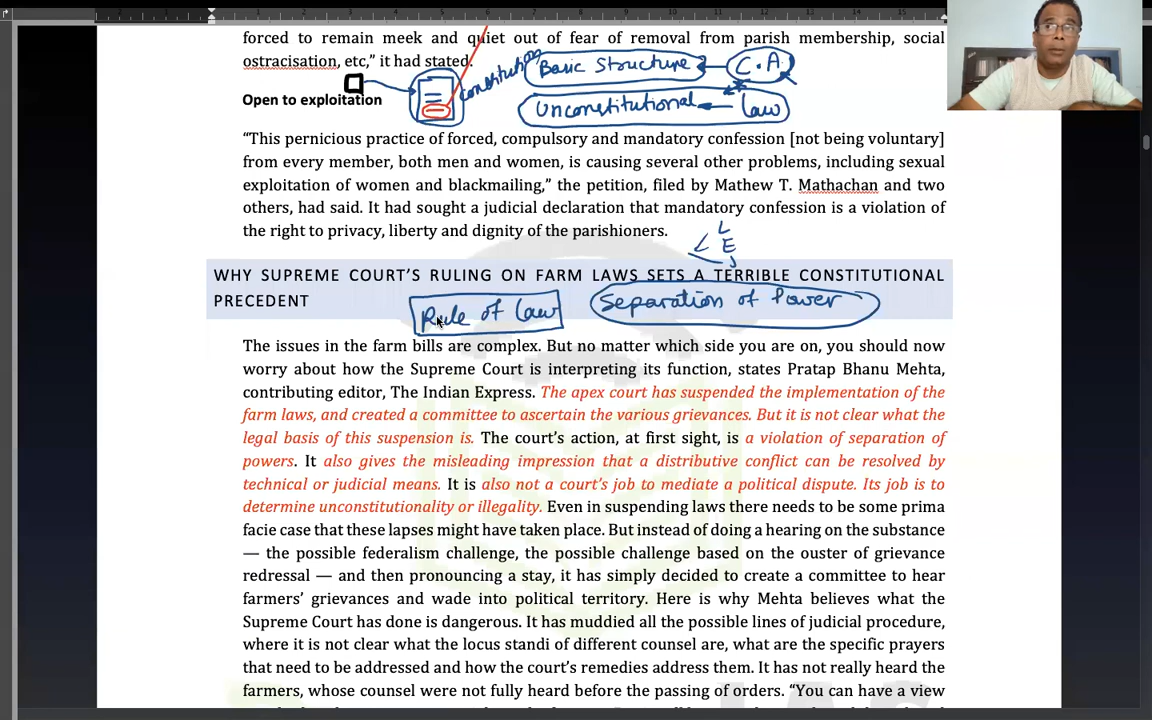 forced to remain meek and quiet out of fear of removal from parish membership, social
ostracisation, etc,” it had stated.
constitution
Basic Structure
C.A
Open to exploitation
Unconstitutional
Law
“This pernicious practice of forced, compulsory and mandatory confession [not being voluntary]
from every member, both men and women, is causing several other problems, including sexual
exploitation of women and blackmailing,” the petition, filed by Mathew T. Mathachan and two
others, had said. It had sought a judicial declaration that mandatory confession is a violation of
the right to privacy, liberty and dignity of the parishioners.
L
E
J
WHY SUPREME COURT’S RULING ON FARM LAWS SETS A TERRIBLE CONSTITUTIONAL
PRECEDENT
Rule of Law
Separation of Power
The issues in the farm bills are complex. But no matter which side you are on, you should now
worry about how the Supreme Court is interpreting its function, states Pratap Bhanu Mehta,
contributing editor, The Indian Express. The apex court has suspended the implementation of the
farm laws, and created a committee to ascertain the various grievances. But it is not clear what the
legal basis of this suspension is. The court’s action, at first sight, is a violation of separation of
powers. It also gives the misleading impression that a distributive conflict can be resolved by
technical or judicial means. It is also not a court’s job to mediate a political dispute. Its job is to
determine unconstitutionality or illegality. Even in suspending laws there needs to be some prima
facie case that these lapses might have taken place. But instead of doing a hearing on the substance
— the possible federalism challenge, the possible challenge based on the ouster of grievance
redressal — and then pronouncing a stay, it has simply decided to create a committee to hear
farmers’ grievances and wade into political territory. Here is why Mehta believes what the
Supreme Court has done is dangerous. It has muddied all the possible lines of judicial procedure,
where it is not clear what the locus standi of different counsel are, what are the specific prayers
that need to be addressed and how the court’s remedies address them. It has not really heard the
farmers, whose counsel were not fully heard before the passing of orders. “You can have a view